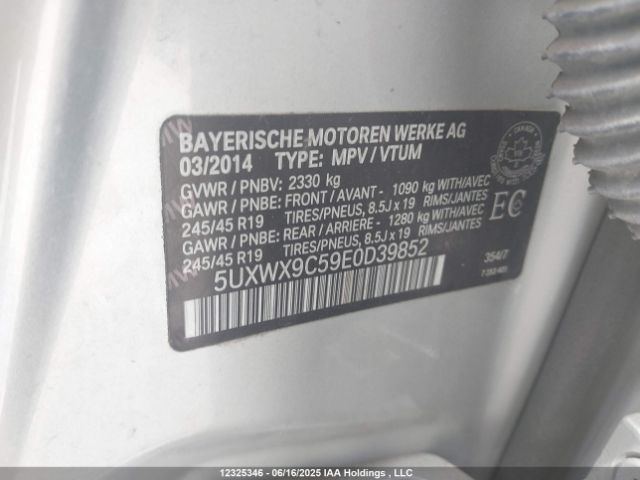 BAYERISCHE MOTOREN WERKE AG
03/2014 TYPE: MPV / VTUM
GVWR / PNBV: 2330 kg
GAWR / PNBE: FRONT / AVANT - 1090 kg WITH/AVEC
245/45 R19 TIRES/PNEUS, 8.5J x 19 RIMS/JANTES
GAWR / PNBE: REAR / ARRIERE - 1280 kg WITH/AVEC
245/45 R19 TIRES/PNEUS, 8.5J x 19 RIMS/JANTES
EC
5UXWX9C59E0D39852
354/7
CANADA
12325346 - 06/16/2025 IAA Holdings , LLC